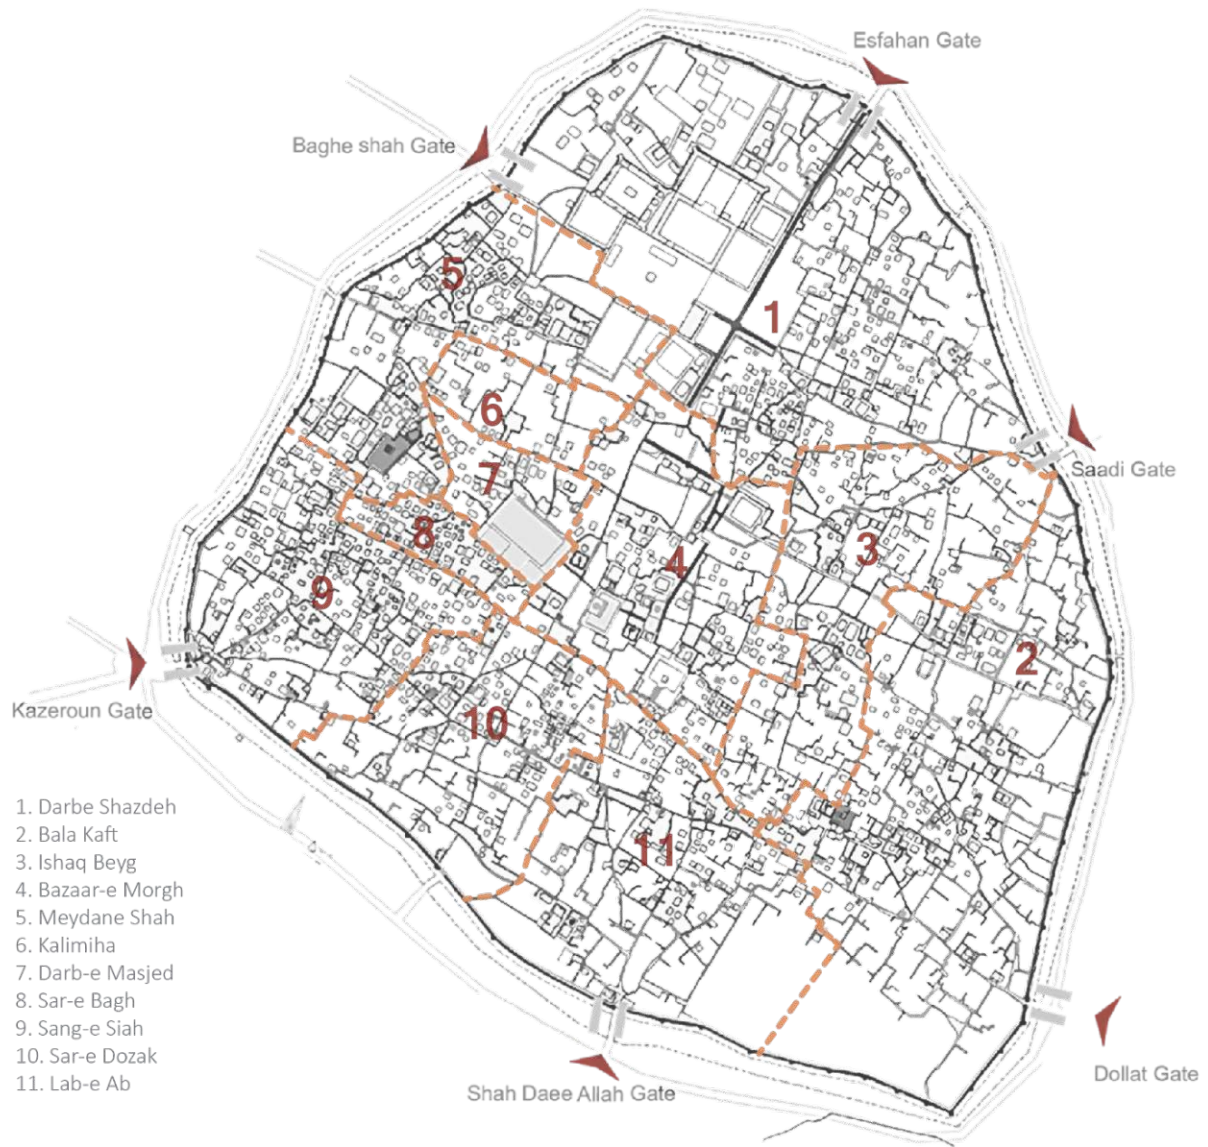 Esfahan Gate
Baghe shah Gate
5
1
6
Saadi Gate
7
8
4
3
9
2
Kazeroun Gate
10
1. Darbe Shazdeh
2. Bala Kaft
3. Ishaq Beyg
4. Bazaar-e Morgh
5. Meydane Shah
6. Kalimiha
7. Darb-e Masjed
8. Sar-e Bagh
9. Sang-e Siah
10. Sar-e Dozak
11. Lab-e Ab
11
Dollat Gate
Shah Daee Allah Gate